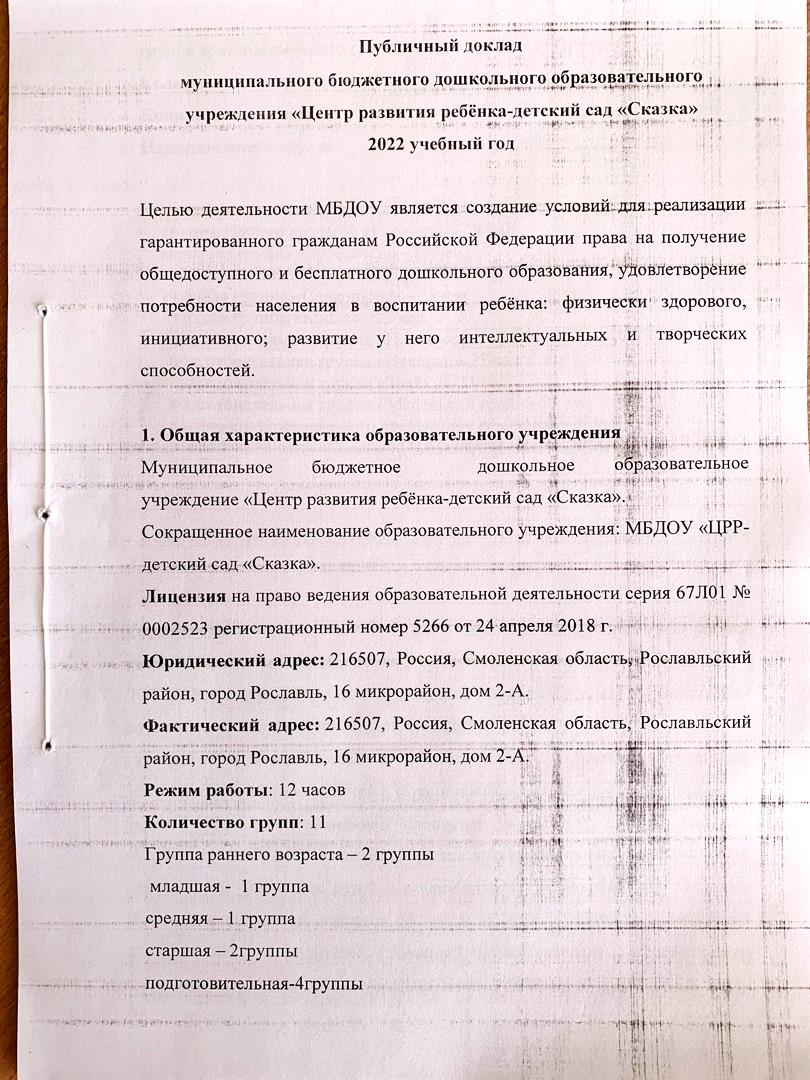 Публичный доклад
муниципального бюджетного дошкольного образовательного
учреждения «Центр развития ребёнка-детский сад «Сказка»
2022 учебный год
Целью деятельности МБДОУ является создание условий для реализации
гарантированного гражданам Российской Федерации права на получение
общедоступного и бесплатного дошкольного образования, удовлетворение
потребности населения в воспитании ребёнка: физически здорового,
инициативного; развитие у него интеллектуальных и творческих
способностей.
1. Общая характеристика образовательного учреждения
Муниципальное бюджетное дошкольное образовательное
учреждение «Центр развития ребёнка-детский сад «Сказка».
Сокращенное наименование образовательного учреждения: МБДОУ «ЦРР-
детский сад «Сказка».
Лицензия на право ведения образовательной деятельности серия 67Л01 №
0002523 регистрационный номер 5266 от 24 апреля 2018 г.
Юридический адрес: 216507, Россия, Смоленская область, Рославльский
район, город Рославль, 16 микрорайон, дом 2-А.
Фактический адрес: 216507, Россия, Смоленская область, Рославльский
район, город Рославль, 16 микрорайон, дом 2-А.
Режим работы: 12 часов
Количество групп: 11
Группа раннего возраста – 2 группы
младшая - 1 группа
средняя – 1 группа
старшая – 2группы
подготовительная-4группы